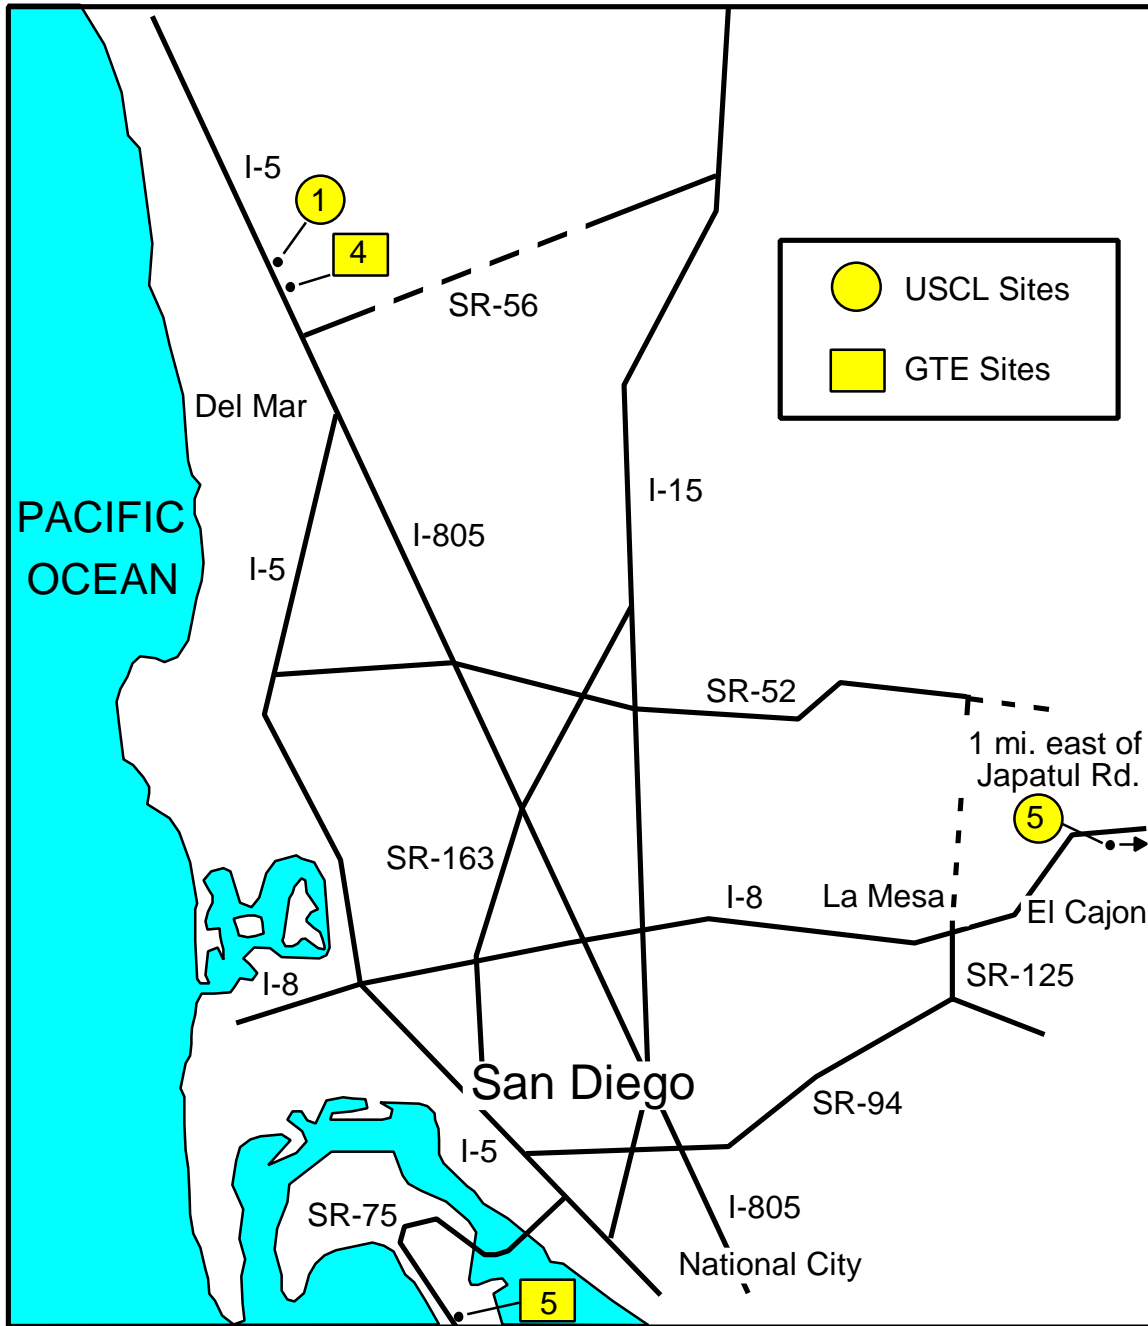 I-5
1
4
SR-56
USCL Sites
GTE Sites
Del Mar
I-15
PACIFIC
OCEAN
I-805
I-5
SR-52
1 mi. east of
Japatul Rd.
5
SR-163
I-8
La Mesa
El Cajon
I-8
SR-125
San Diego
SR-94
I-5
SR-75
I-805
National City
5